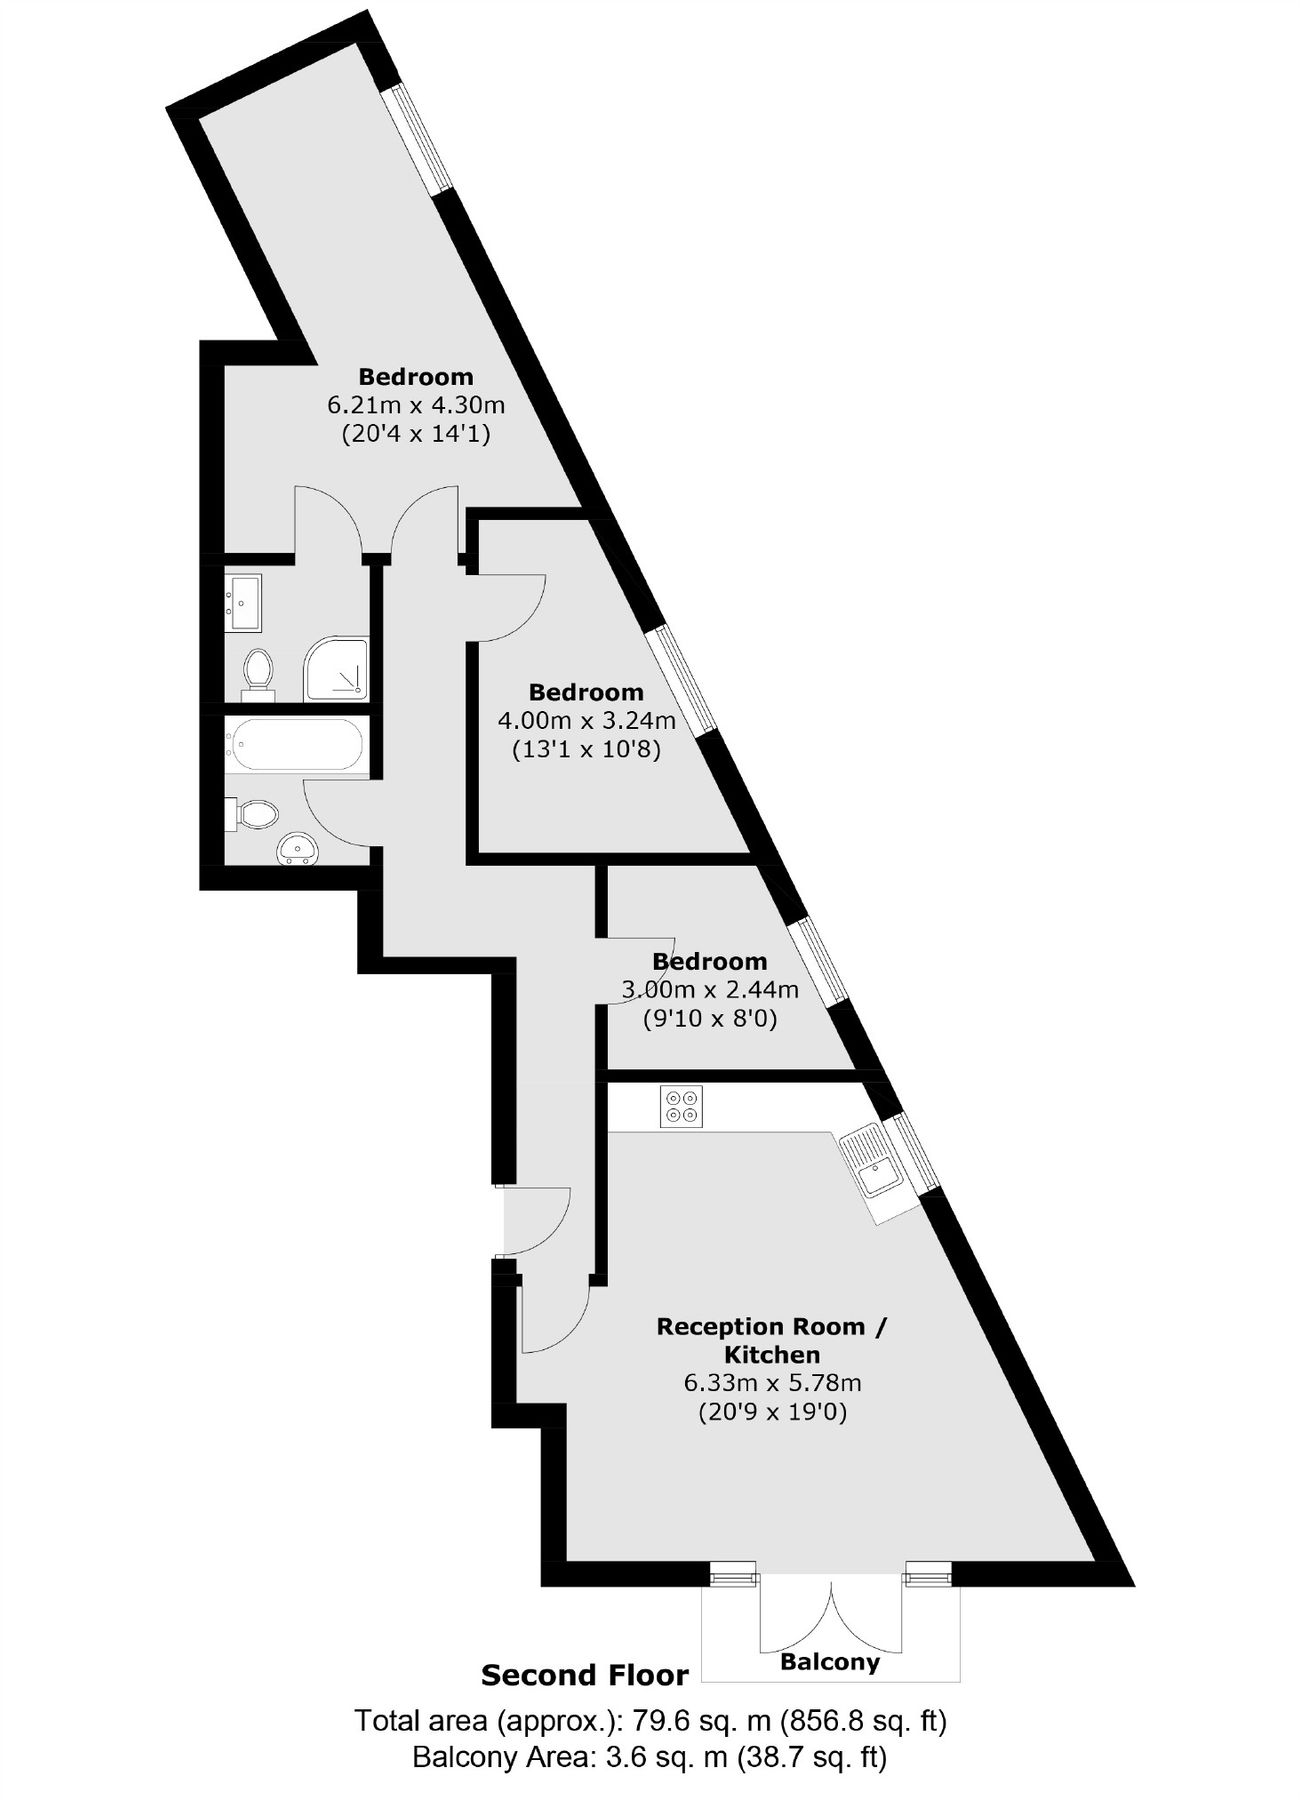 Bedroom
6.21m x 4.30m
(20'4 x 14'1)
Bedroom
4.00m x 3.24m
(13'1 x 10'8)
Bedroom
3.00m x 2.44m
(9'10 x 8'0)
Reception Room /
Kitchen
6.33m x 5.78m
(20'9 x 19'0)
Balcony
Second Floor
Total area (approx.): 79.6 sq. m (856.8 sq. ft)
Balcony Area: 3.6 sq. m (38.7 sq. ft)